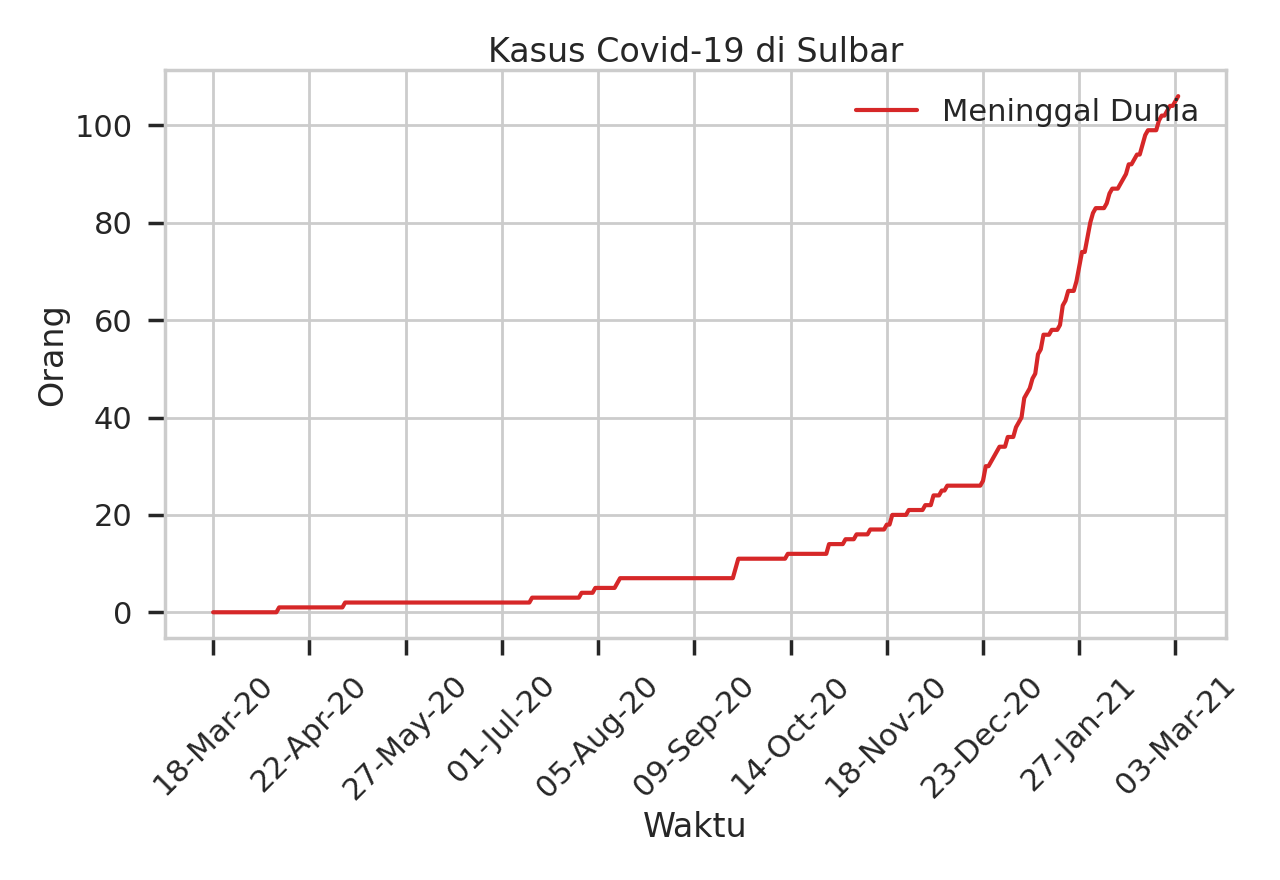 Kasus Covid-19 di Sulbar
Meninggal Dunia
Orang
100
80
60
40
20
0
18-Mar-20
22-Apr-20
27-May-20
01-Jul-20
05-Aug-20
09-Sep-20
14-Oct-20
18-Nov-20
23-Dec-20
27-Jan-21
03-Mar-21
Waktu